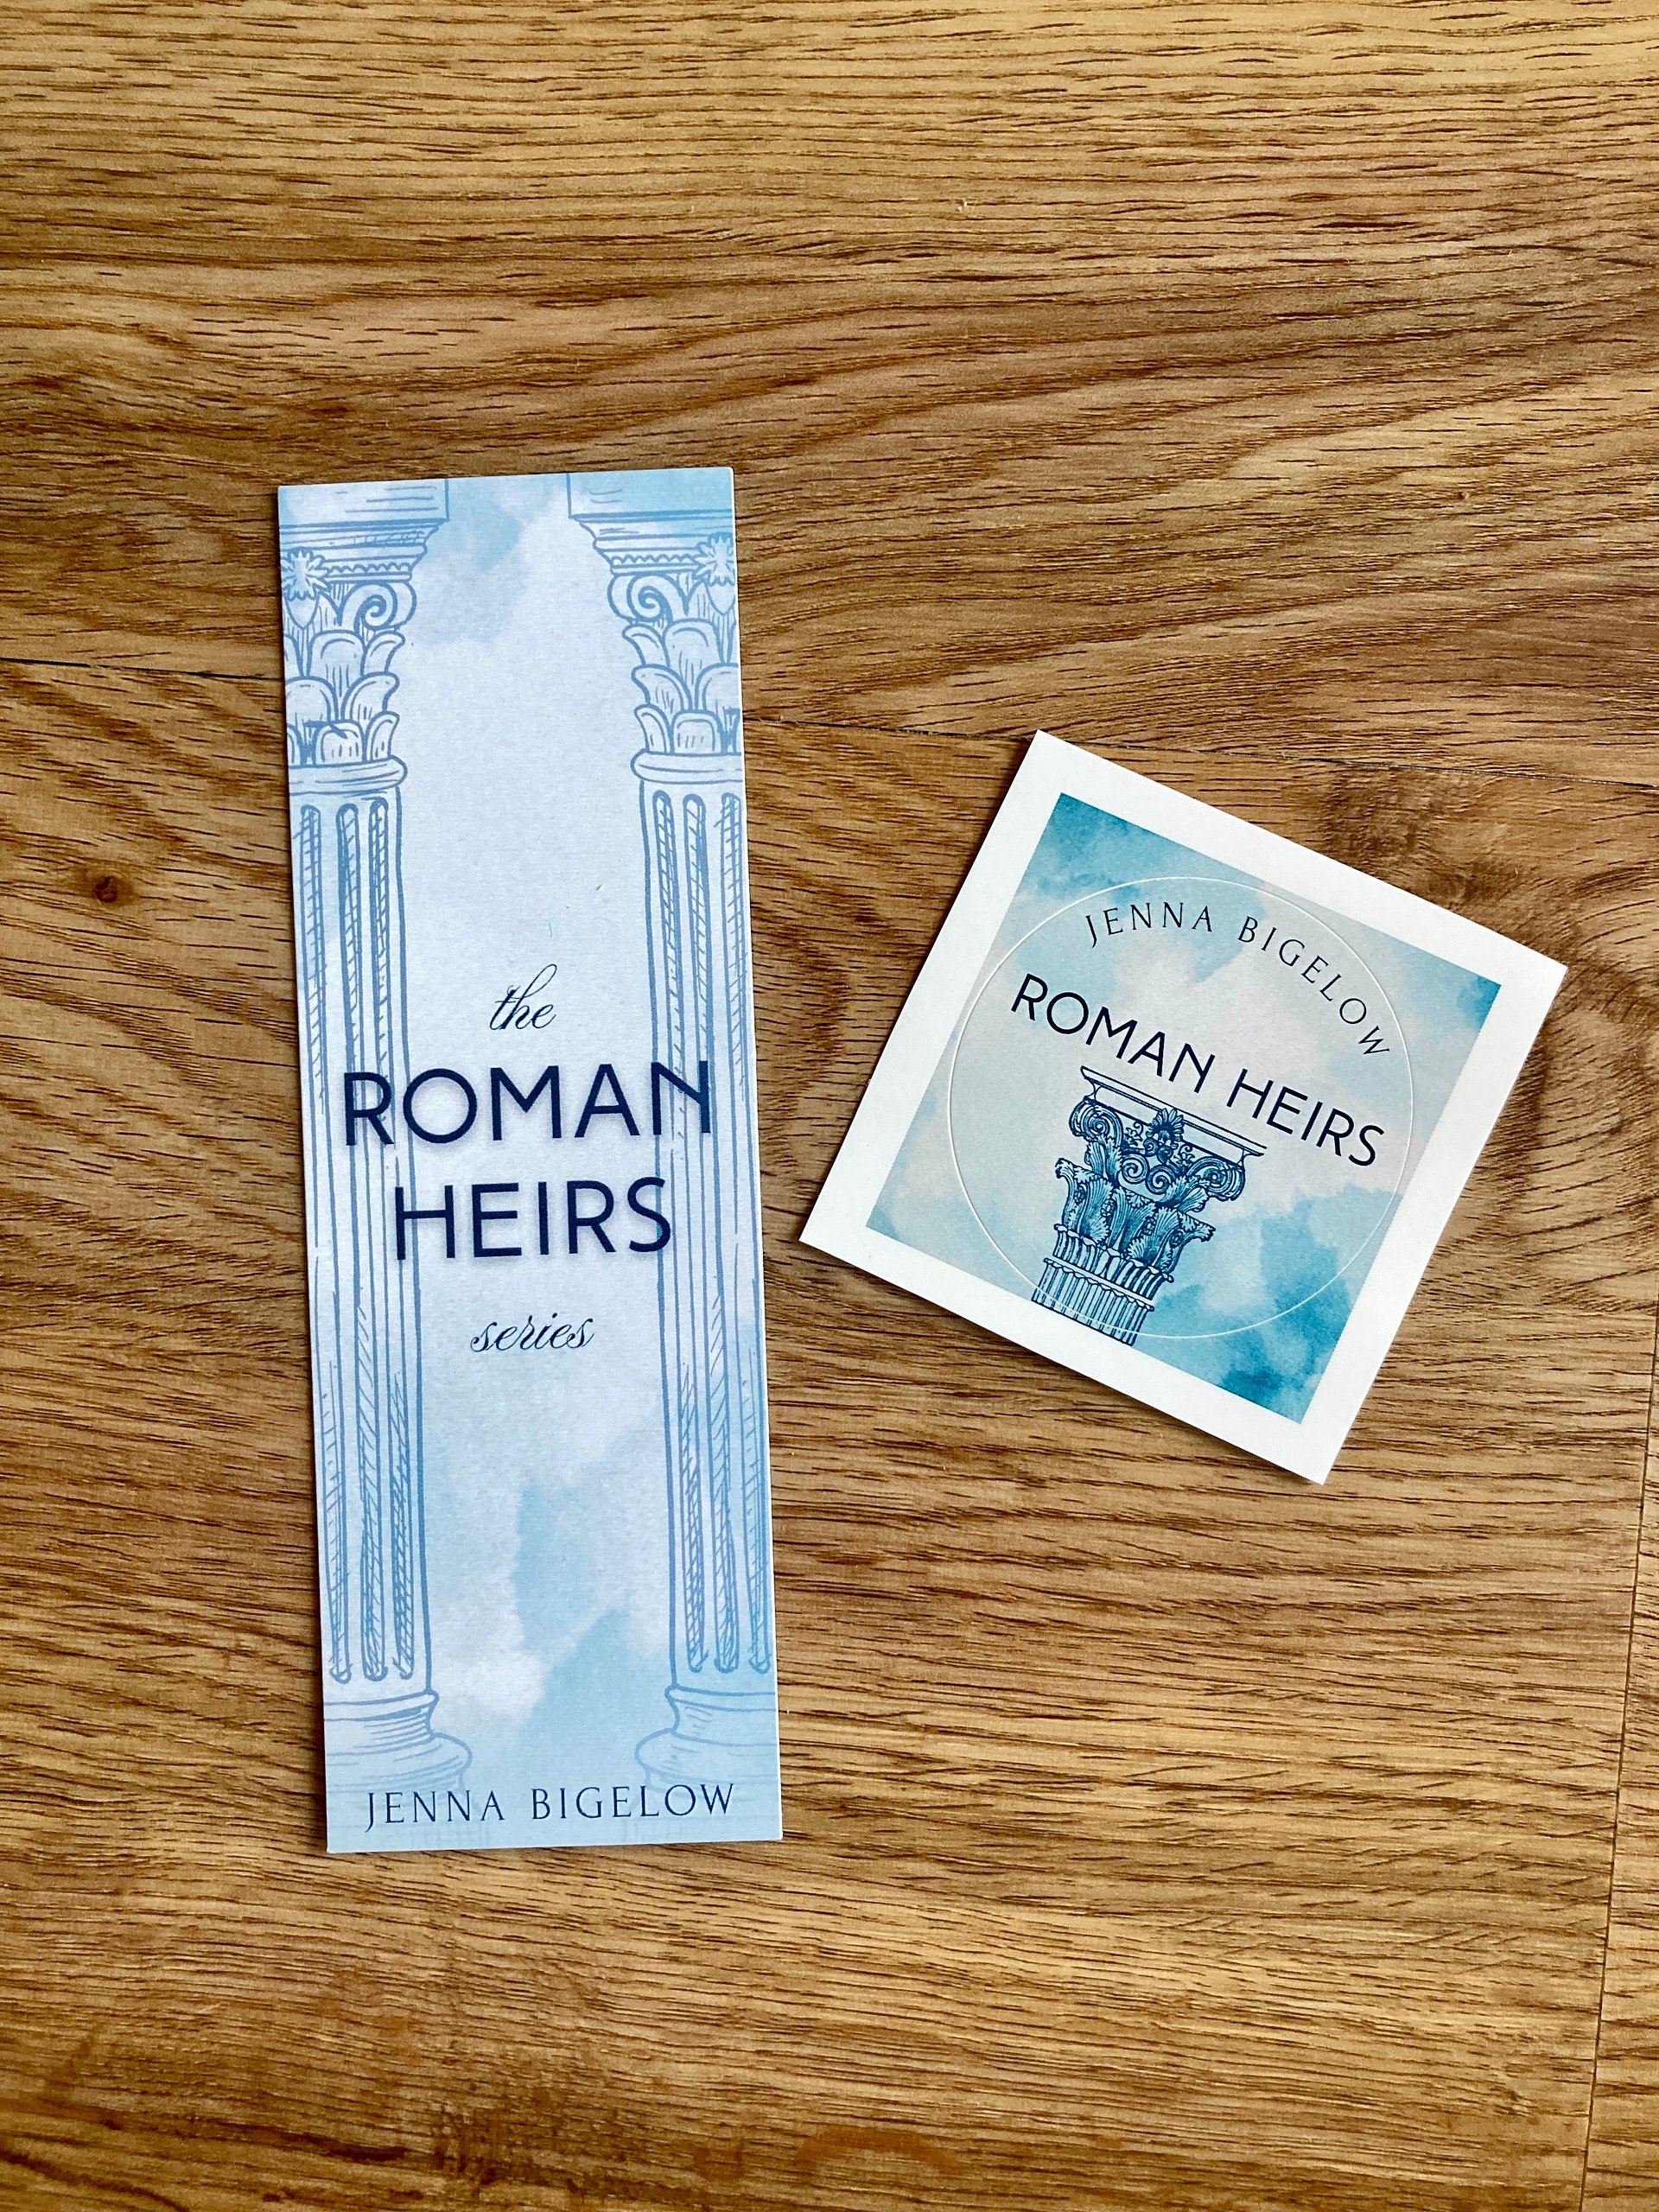 the
ROMAN
HEIRS
series
JENNA BIGELOW
JENNA BIGELOW
ROMAN HEIRS